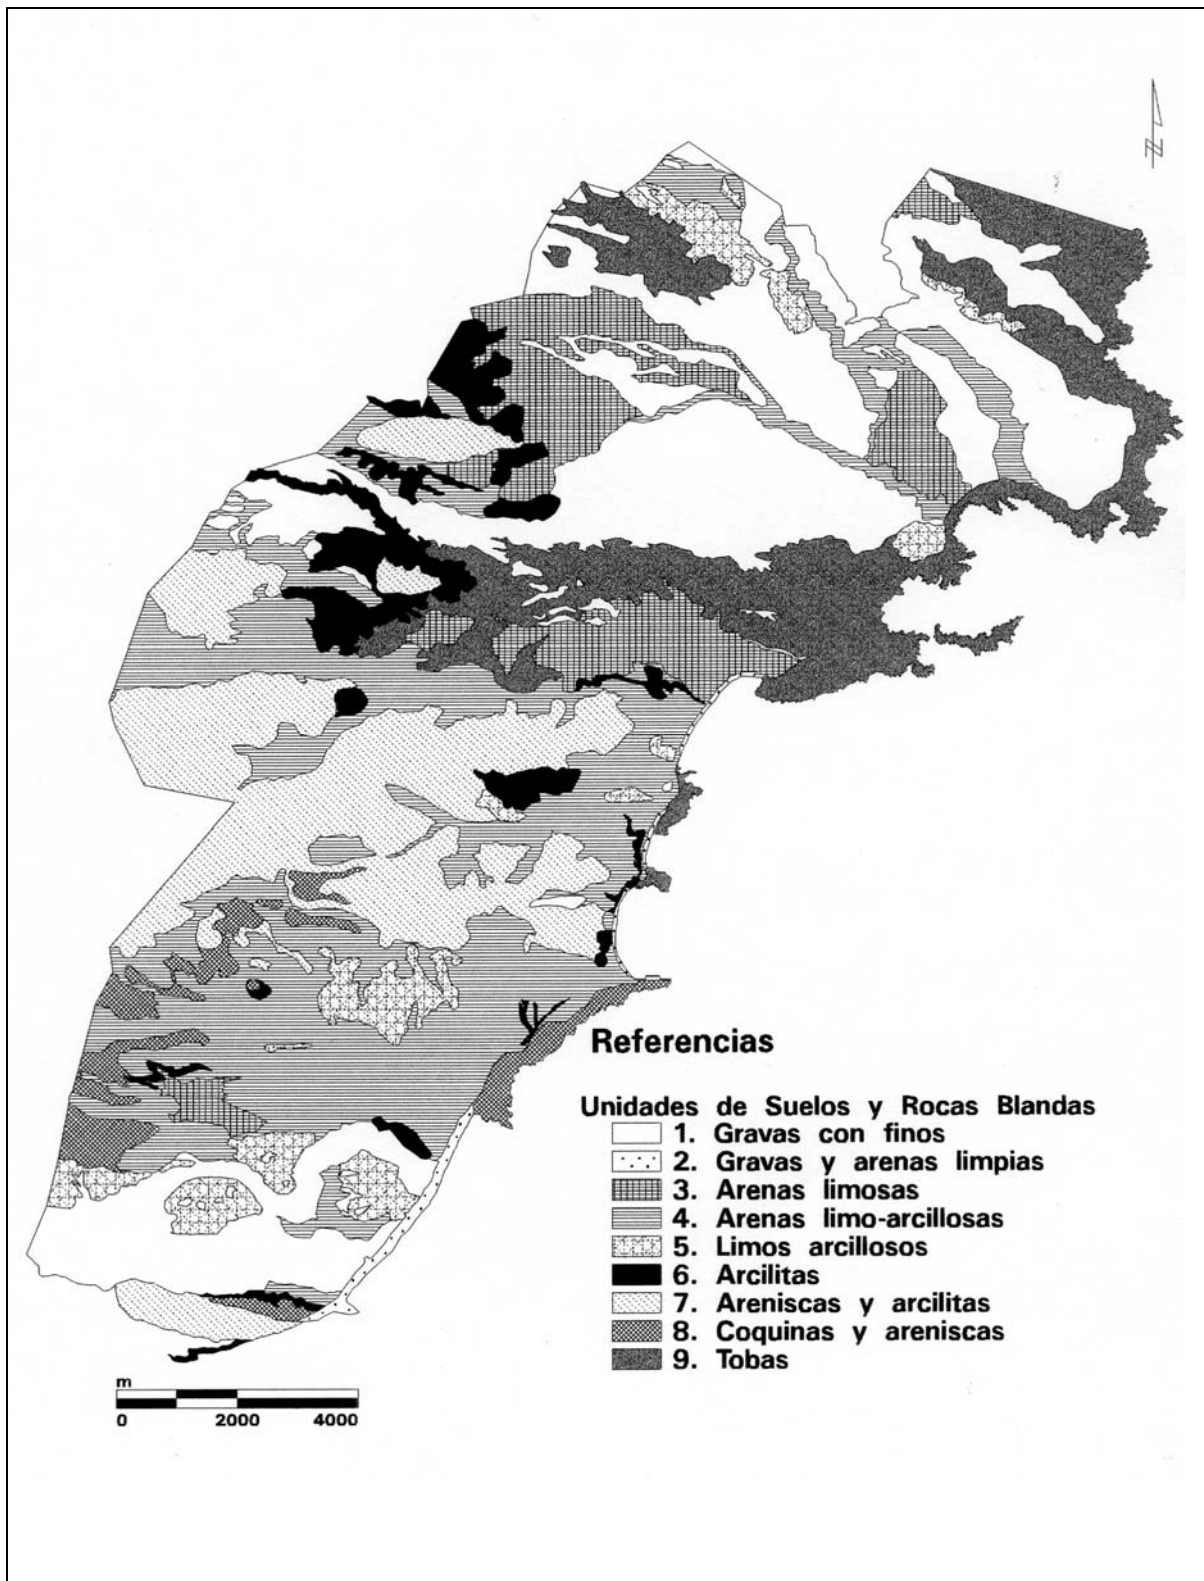 N
Referencias
Unidades de Suelos y Rocas Blandas
1. Gravas con finos
2. Gravas y arenas limpias
3. Arenas limosas
4. Arenas limo-arcillosas
5. Limos arcillosos
6. Arcilitas
7. Areniscas y arcilitas
8. Coquinas y areniscas
9. Tobas
m
0 2000 4000